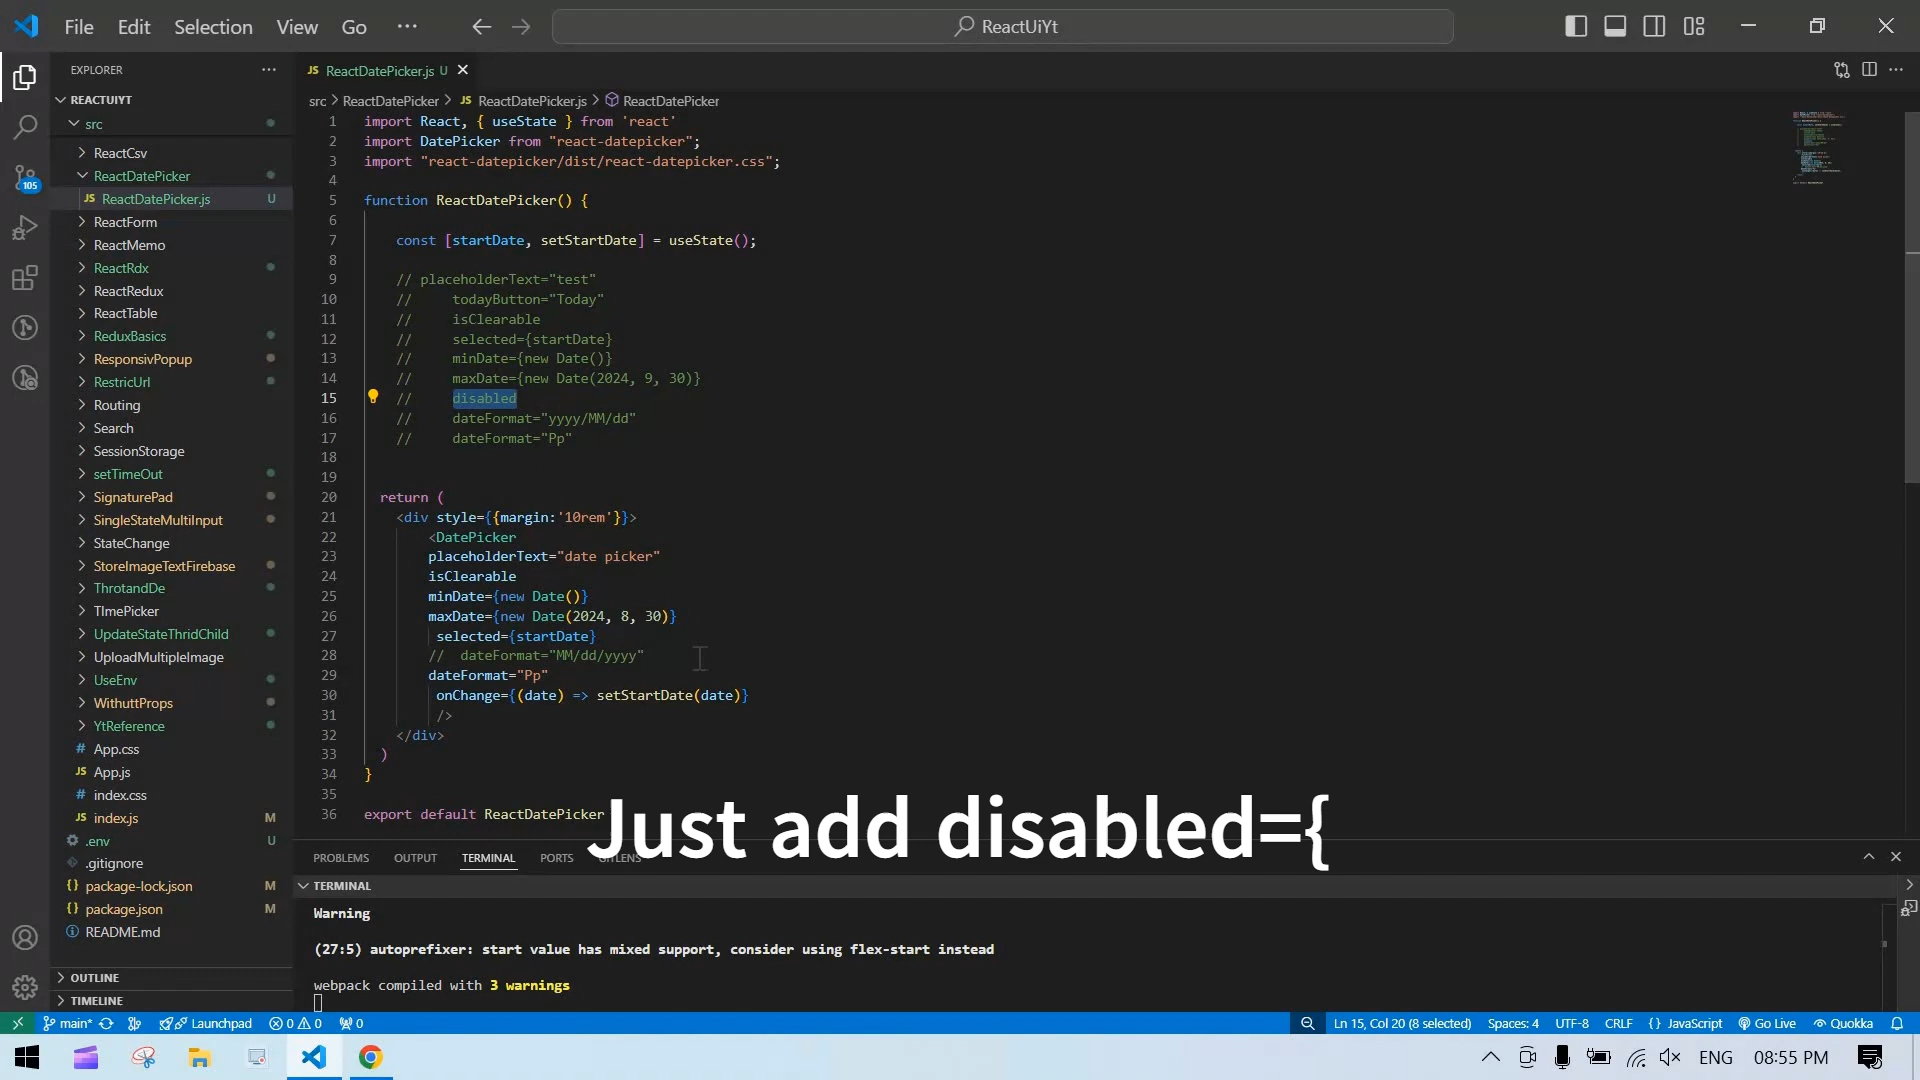 File Edit Selection View Go ···
ReactUiYt
EXPLORER
REACTUIYT
src
ReactCsv
ReactDatePicker
JS ReactDatePicker.js U
ReactForm
ReactMemo
ReactRdx
ReactRedux
ReactTable
ReduxBasics
ResponsivPopup
RestricUrl
Routing
Search
SessionStorage
setTimeOut
SignaturePad
SingleStateMultiInput
StateChange
StoreImageTextFirebase
ThrotandDe
TImePicker
UpdateStateThridChild
UploadMultipleImage
UseEnv
WithuttProps
YtReference
# App.css
JS App.js
# index.css
JS index.js M
.env U
.gitignore
{} package-lock.json M
{} package.json M
README.md
OUTLINE
TIMELINE
105
JS ReactDatePicker.js U
src > ReactDatePicker > JS ReactDatePicker.js > ReactDatePicker
1 import React, { useState } from 'react'
2 import DatePicker from "react-datepicker";
3 import "react-datepicker/dist/react-datepicker.css";
4
5 function ReactDatePicker() {
6
7 const [startDate, setStartDate] = useState();
8
9 // placeholderText="test"
10 // todayButton="Today"
11 // isClearable
12 // selected={startDate}
13 // minDate={new Date()}
14 // maxDate={new Date(2024, 9, 30)}
15 // disabled
16 // dateFormat="yyyy/MM/dd"
17 // dateFormat="Pp"
18
19
20 return (
21 <div style={{margin:'10rem'}}>
22 <DatePicker
23 placeholderText="date picker"
24 isClearable
25 minDate={new Date()}
26 maxDate={new Date(2024, 8, 30)}
27 selected={startDate}
28 // dateFormat="MM/dd/yyyy"
29 dateFormat="Pp"
30 onChange={(date) => setStartDate(date)}
31 />
32 </div>
33 )
34 }
35
36 export default ReactDatePicker
Just add disabled={
PROBLEMS OUTPUT TERMINAL PORTS GITLENS
TERMINAL
Warning
(27:5) autoprefixer: start value has mixed support, consider using flex-start instead
webpack compiled with 3 warnings
main* Launchpad 0 0 0 Ln 15, Col 20 (8 selected) Spaces: 4 UTF-8 CRLF {} JavaScript Go Live Quokka
ENG 08:55 PM